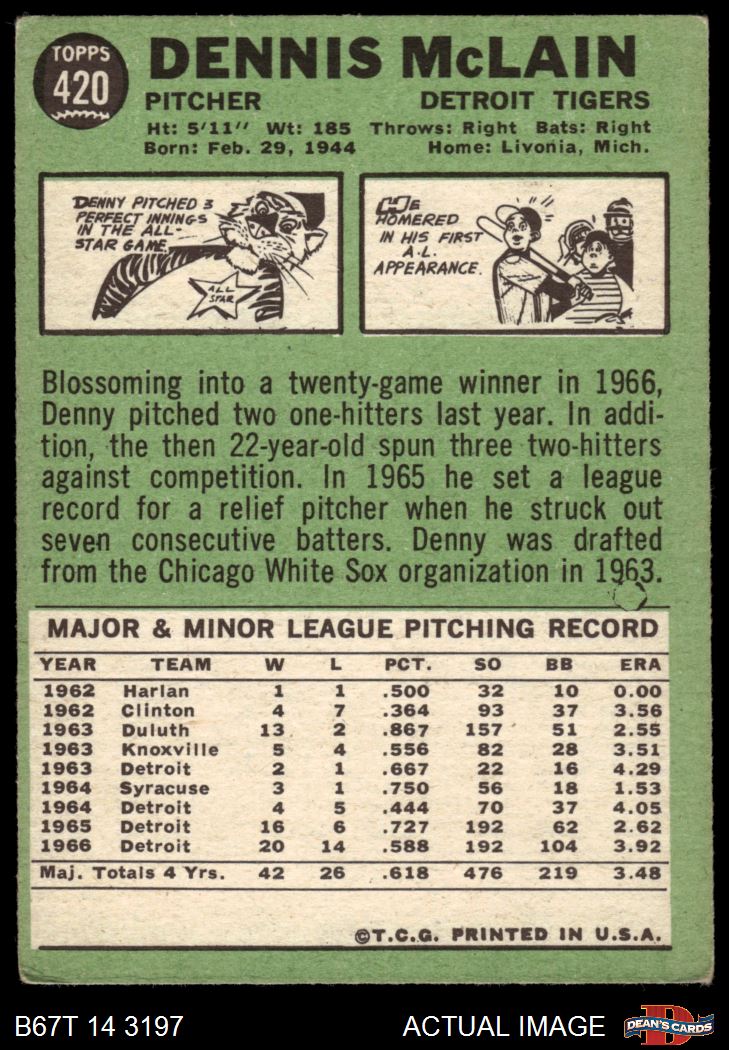 TOPPS
420
DENNIS McLAIN
PITCHER DETROIT TIGERS
Ht: 5'11" Wt: 185 Throws: Right Bats: Right
Born: Feb. 29, 1944 Home: Livonia, Mich.
DENNY PITCHED 3
PERFECT INNINGS
IN THE ALL-
STAR GAME.
ALL
STAR
HE
HOMERED
IN HIS FIRST
A.L.
APPEARANCE.
Blossoming into a twenty-game winner in 1966,
Denny pitched two one-hitters last year. In addi-
tion, the then 22-year-old spun three two-hitters
against competition. In 1965 he set a league
record for a relief pitcher when he struck out
seven consecutive batters. Denny was drafted
from the Chicago White Sox organization in 1963.
MAJOR & MINOR LEAGUE PITCHING RECORD
YEAR TEAM W L PCT. SO BB ERA
1962 Harlan 1 1 .500 32 10 0.00
1962 Clinton 4 7 .364 93 37 3.56
1963 Duluth 13 2 .867 157 51 2.55
1963 Knoxville 5 4 .556 82 28 3.51
1963 Detroit 2 1 .667 22 16 4.29
1964 Syracuse 3 1 .750 56 18 1.53
1964 Detroit 4 5 .444 70 37 4.05
1965 Detroit 16 6 .727 192 62 2.62
1966 Detroit 20 14 .588 192 104 3.92
Maj. Totals 4 Yrs. 42 26 .618 476 219 3.48
©T.C.G. PRINTED IN U.S.A.
B67T 14 3197 ACTUAL IMAGE
D
DEAN'S CARDS